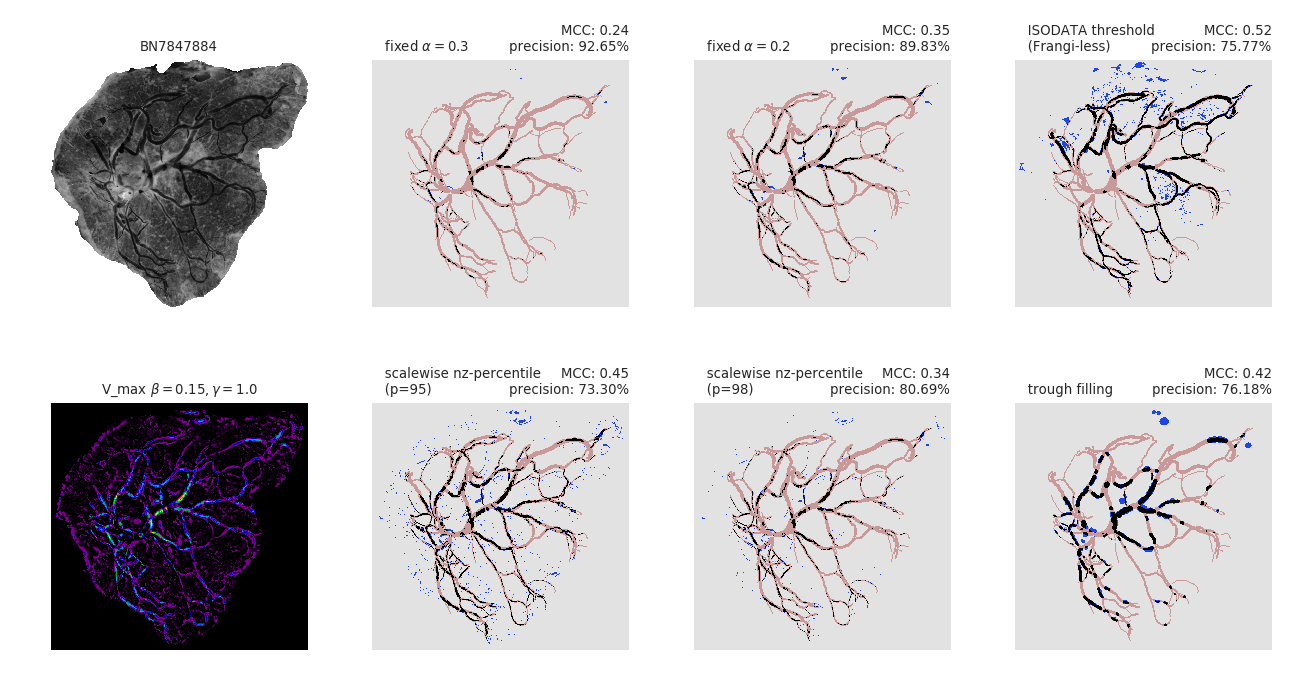 BN7847884
MCC: 0.24
fixed α = 0.3 precision: 92.65%
MCC: 0.35
fixed α = 0.2 precision: 89.83%
ISODATA threshold MCC: 0.52
(Frangi-less) precision: 75.77%
V_max β = 0.15, γ = 1.0
scalewise nz-percentile MCC: 0.45
(p=95) precision: 73.30%
scalewise nz-percentile MCC: 0.34
(p=98) precision: 80.69%
MCC: 0.42
trough filling precision: 76.18%